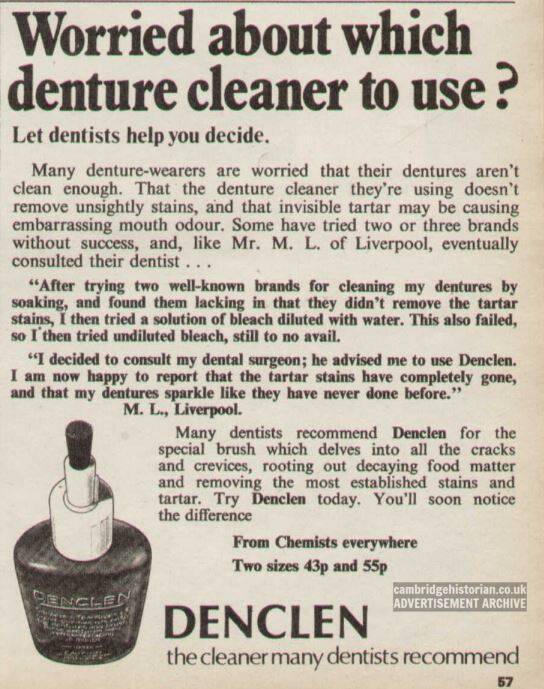 Worried about which
denture cleaner to use?
Let dentists help you decide.
Many denture-wearers are worried that their dentures aren't
clean enough. That the denture cleaner they're using doesn't
remove unsightly stains, and that invisible tartar may be causing
embarrassing mouth odour. Some have tried two or three brands
without success, and, like Mr. M. L. of Liverpool, eventually
consulted their dentist . . .
“After trying two well-known brands for cleaning my dentures by
soaking, and found them lacking in that they didn't remove the tartar
stains, I then tried a solution of bleach diluted with water. This also failed,
so I then tried undiluted bleach, still to no avail.
“I decided to consult my dental surgeon; he advised me to use Denclen.
I am now happy to report that the tartar stains have completely gone,
and that my dentures sparkle like they have never done before.”
M. L., Liverpool.
Many dentists recommend Denclen for the
special brush which delves into all the cracks
and crevices, rooting out decaying food matter
and removing the most established stains and
tartar. Try Denclen today. You'll soon notice
the difference
From Chemists everywhere
Two sizes 43p and 55p
cambridgehistorian.co.uk
ADVERTISEMENT ARCHIVE
DENCLEN
DENCLEN
the cleaner many dentists recommend
57